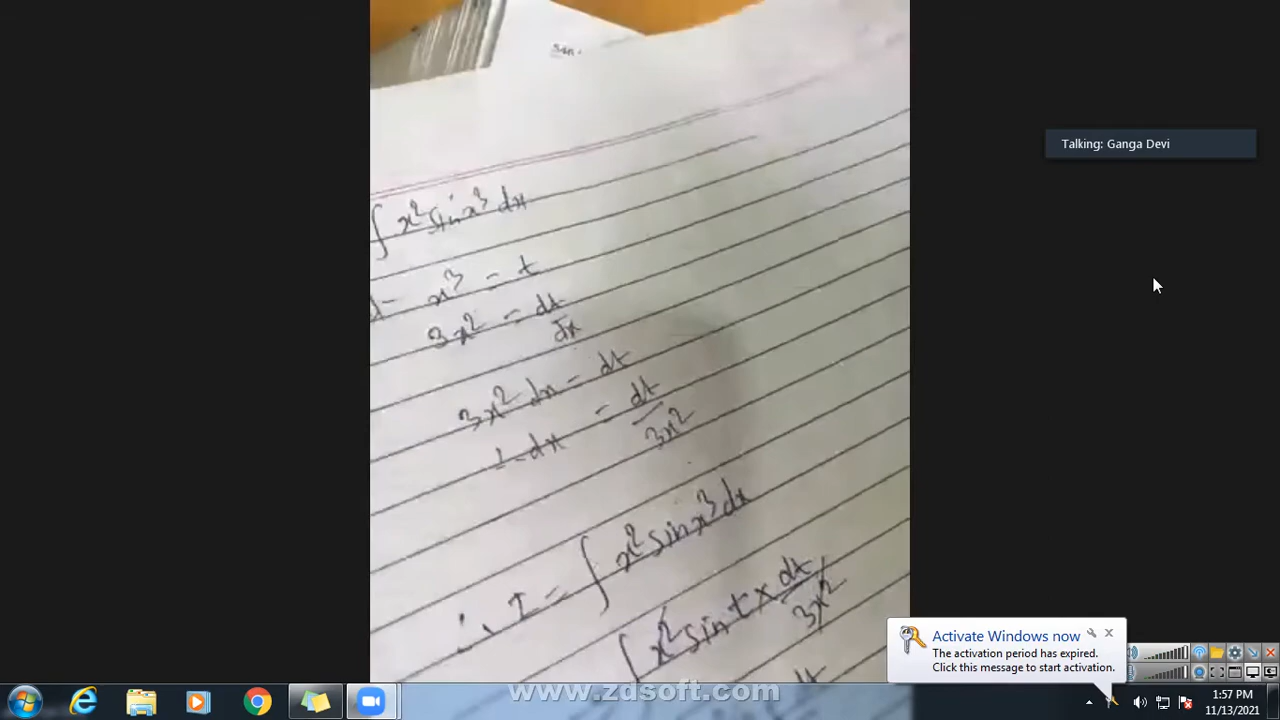 ∫ x² sin x³ dx
x³ = t
3x² = dt/dx
3x² dx = dt
dx = dt/3x²
∴ I = ∫ x² sin x³ dx
∫ x² sin t × dt/3x²
Talking: Ganga Devi
Activate Windows now
The activation period has expired.
Click this message to start activation.
www.zdsoft.com
1:57 PM
11/13/2021